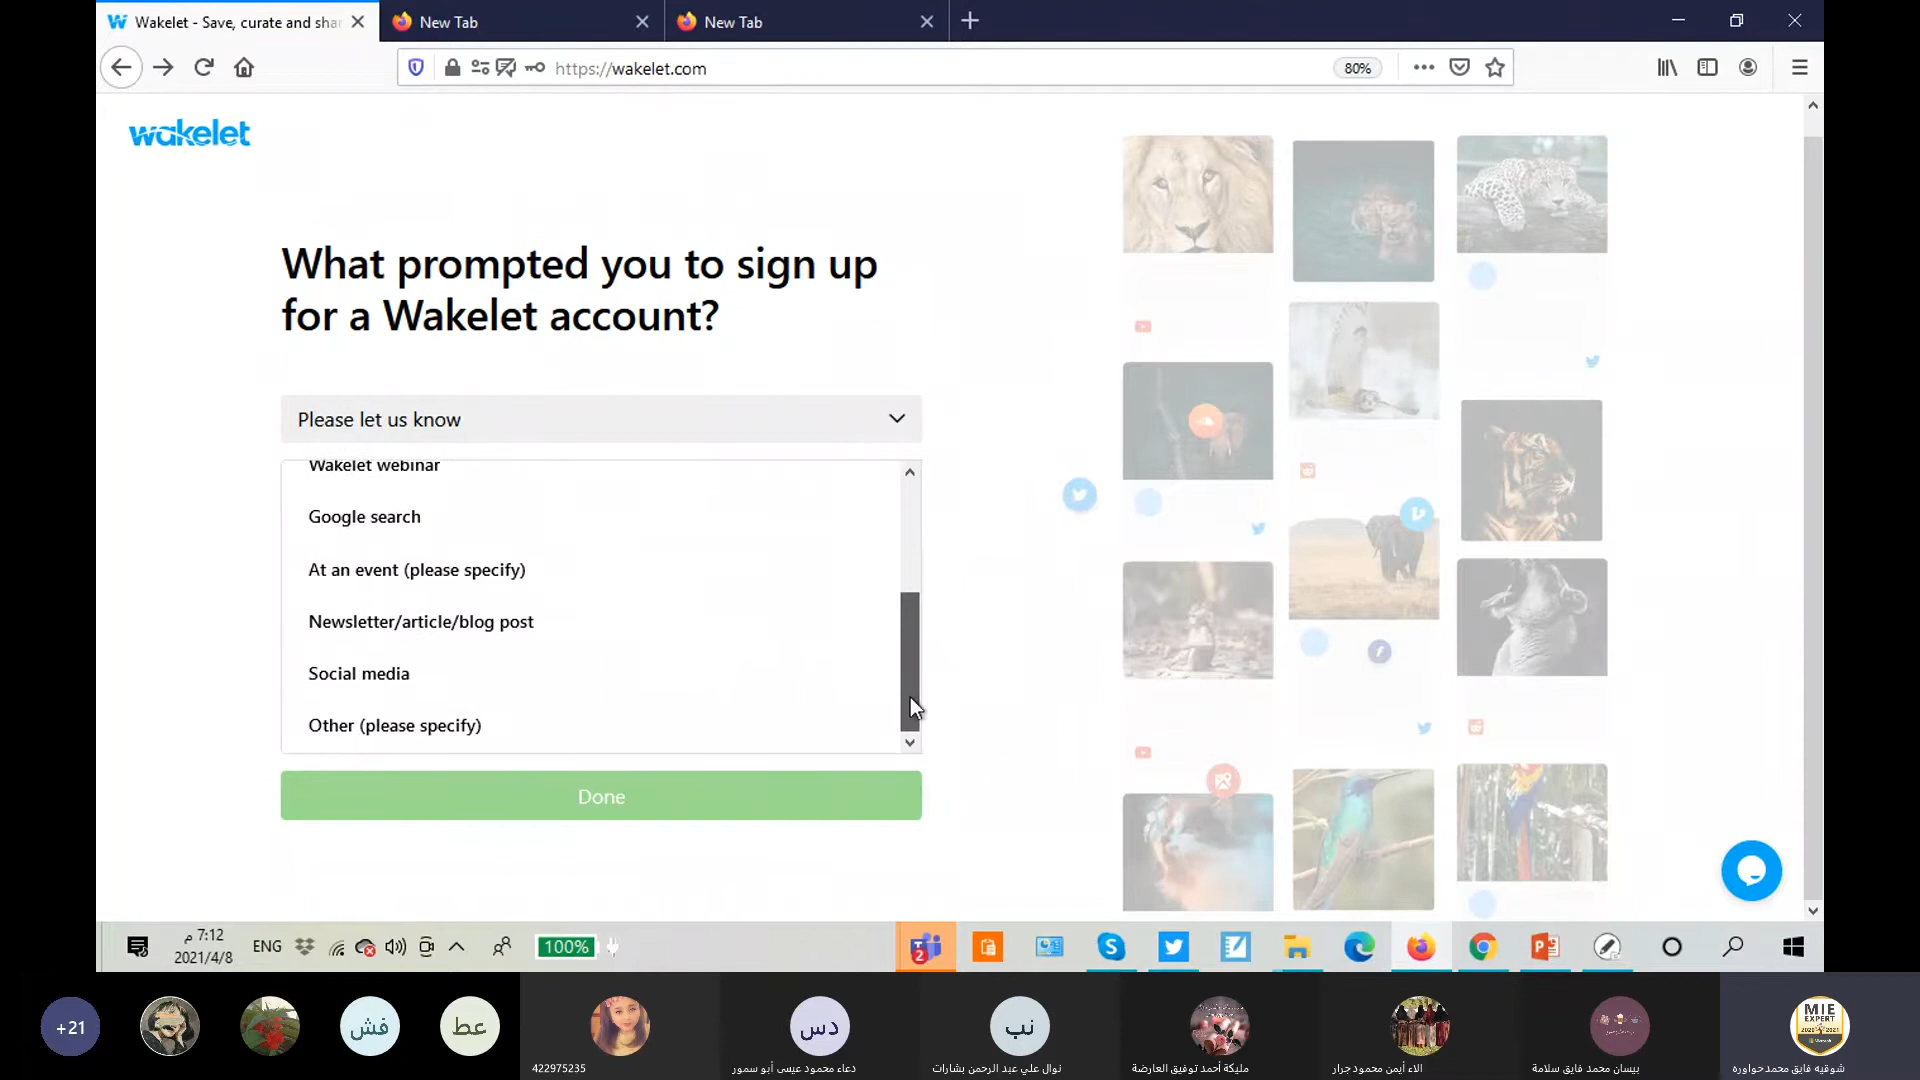 Wakelet - Save, curate and shar
New Tab
New Tab
https://wakelet.com
80%
wakelet
What prompted you to sign up
for a Wakelet account?
Please let us know
Wakelet webinar
Google search
At an event (please specify)
Newsletter/article/blog post
Social media
Other (please specify)
Done
7:12 م
2021/4/8
ENG
100%
2
+21
فش
عط
دس
نب
MIE
EXPERT
422975235
دعاء محمود عيسى أبو سمور
نوال علي عبد الرحمن بشارات
مليكة أحمد توفيق العارضة
الاء أيمن محمود جرار
بيسان محمد فايق سلامة
شوقيه فايق محمد حواوره